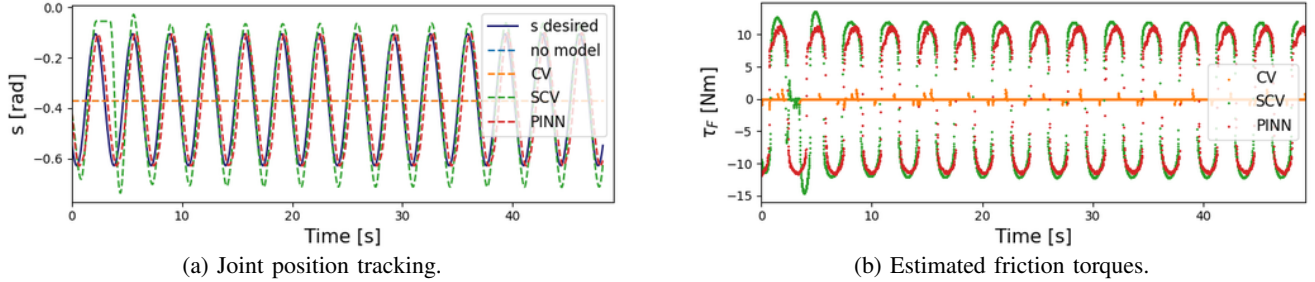 0.0
−0.2
−0.4
−0.6
s [rad]
0
10
20
30
40
Time [s]
s desired
no model
CV
SCV
PINN
(a) Joint position tracking.
10
5
0
−5
−10
−15
τF [Nm]
0
10
20
30
40
Time [s]
CV
SCV
PINN
(b) Estimated friction torques.